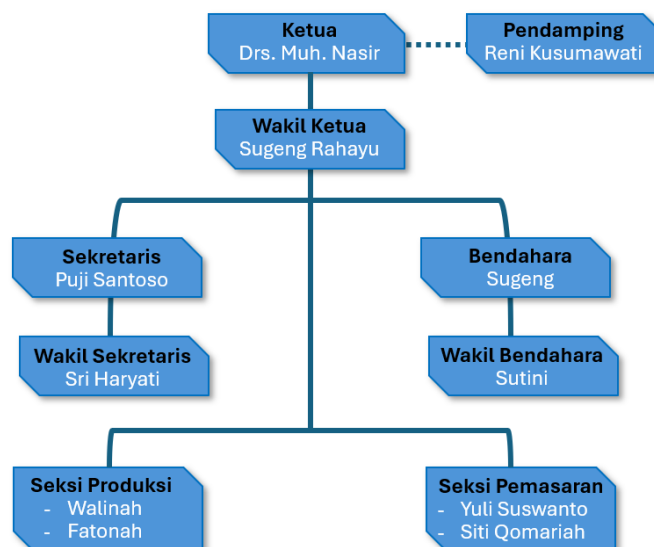 Ketua
Drs. Muh. Nasir
Pendamping
Reni Kusumawati
Wakil Ketua
Sugeng Rahayu
Sekretaris
Puji Santoso
Bendahara
Sugeng
Wakil Sekretaris
Sri Haryati
Wakil Bendahara
Sutini
Seksi Produksi
- Walinah
- Fatonah
Seksi Pemasaran
- Yuli Suswanto
- Siti Qomariah